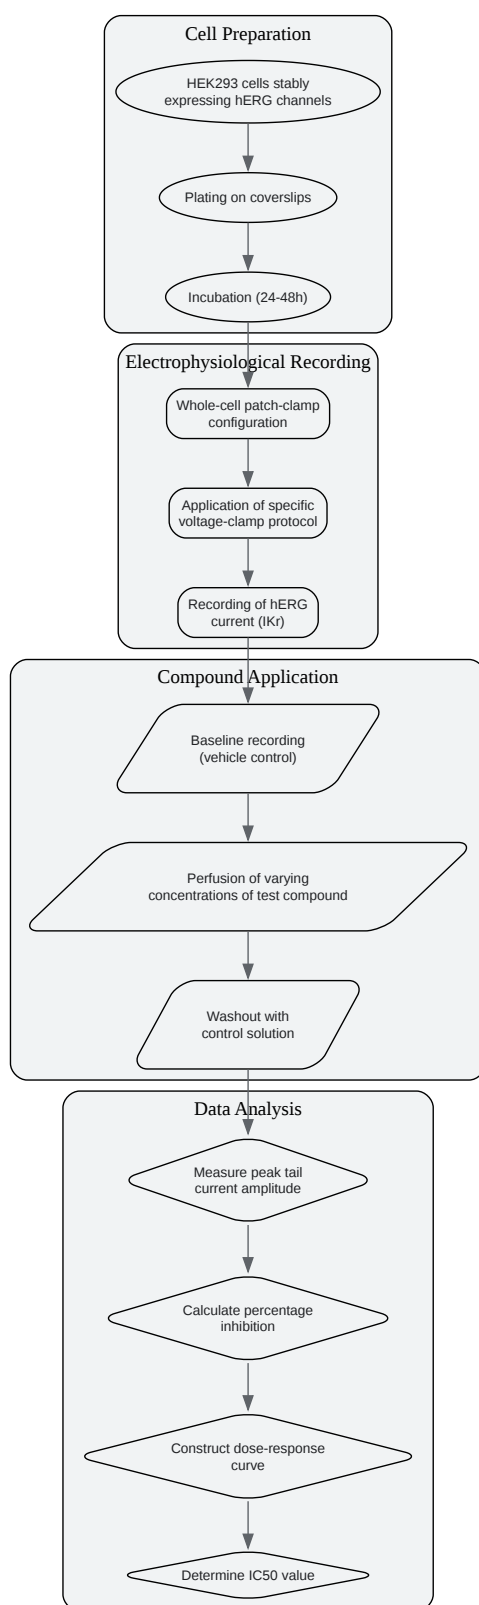 Cell Preparation
HEK293 cells stably
expressing hERG channels
Plating on coverslips
Incubation (24-48h)
Electrophysiological Recording
Whole-cell patch-clamp
configuration
Application of specific
voltage-clamp protocol
Recording of hERG
current (IKr)
Compound Application
Baseline recording
(vehicle control)
Perfusion of varying
concentrations of test compound
Washout with
control solution
Data Analysis
Measure peak tail
current amplitude
Calculate percentage
inhibition
Construct dose-response
curve
Determine IC50 value